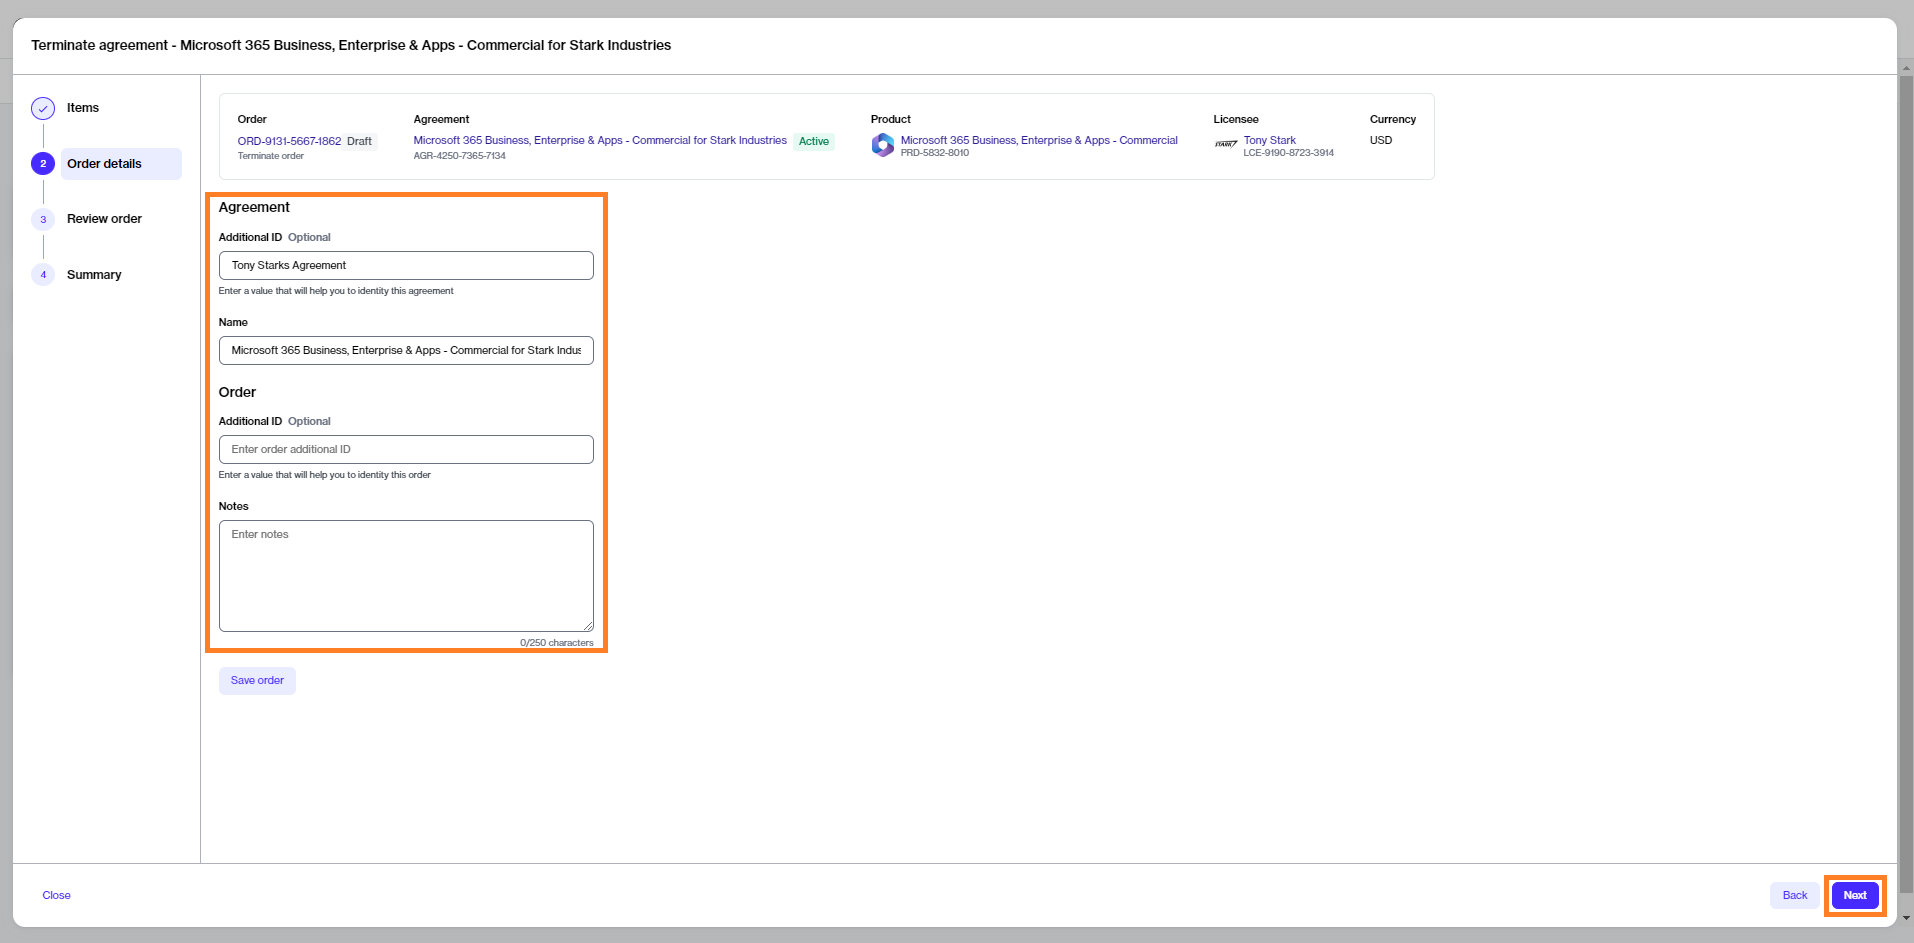 Terminate agreement - Microsoft 365 Business, Enterprise & Apps - Commercial for Stark Industries
Items
2 Order details
3 Review order
4 Summary
Order
ORD-9131-5667-1862 Draft
Terminate order
Agreement
Microsoft 365 Business, Enterprise & Apps - Commercial for Stark Industries Active
AGR-4250-7365-7134
Product
Microsoft 365 Business, Enterprise & Apps - Commercial
PRD-5832-8010
Licensee
STARK
Tony Stark
LCE-9190-8723-3914
Currency
USD
Agreement
Additional ID Optional
Tony Starks Agreement
Enter a value that will help you to identity this agreement
Name
Microsoft 365 Business, Enterprise & Apps - Commercial for Stark Indus
Order
Additional ID Optional
Enter order additional ID
Enter a value that will help you to identity this order
Notes
Enter notes
0/250 characters
Save order
Close
Back
Next